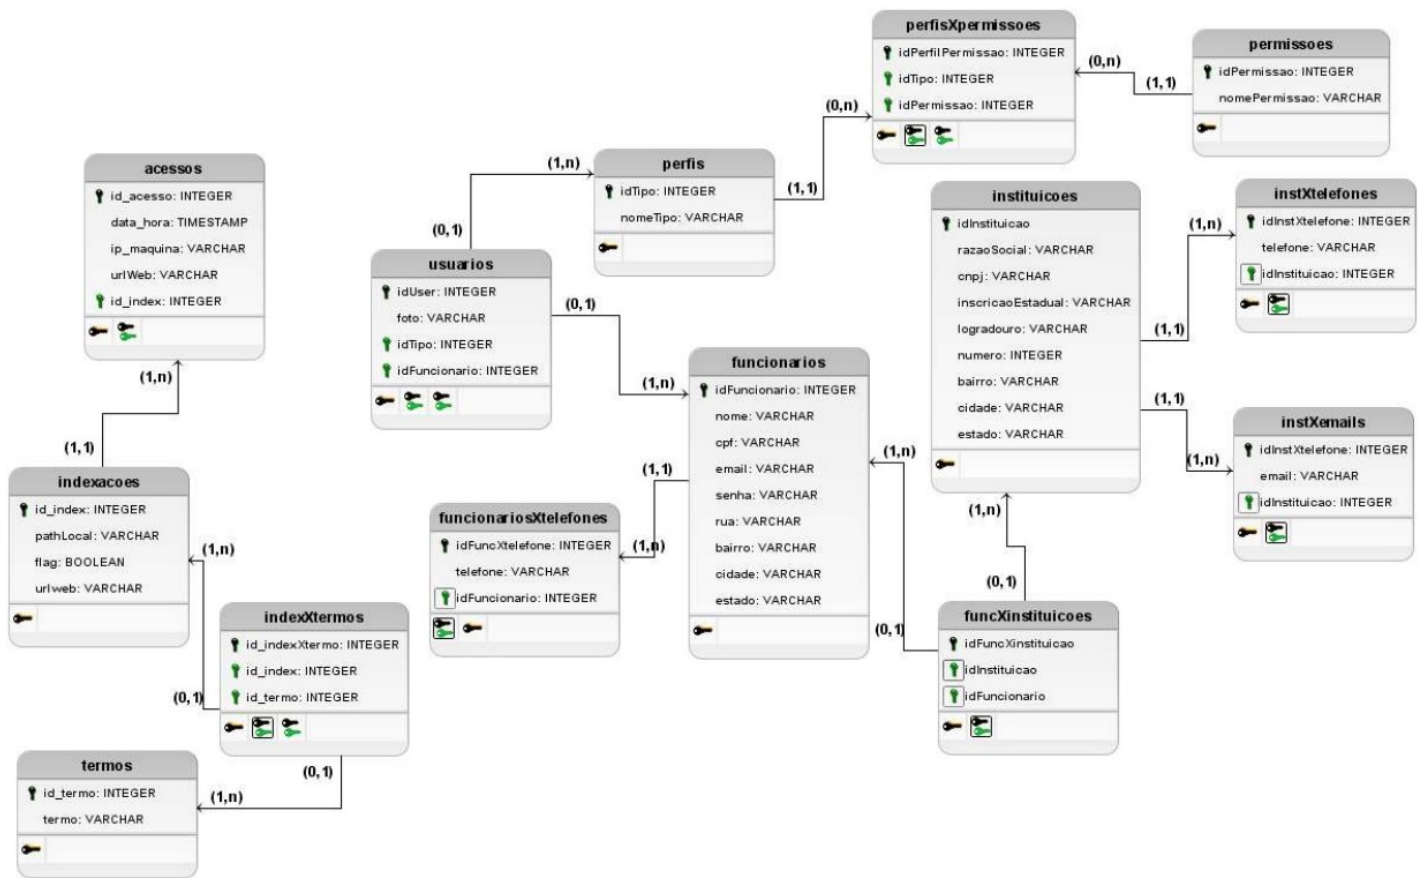 perfisXpermissoes
idPerfilPermissao: INTEGER
idTipo: INTEGER
idPermissao: INTEGER
permissoes
idPermissao: INTEGER
nomePermissao: VARCHAR
(0,n)
(1,1)
(0,n)
(1,1)
perfis
idTipo: INTEGER
nomeTipo: VARCHAR
(1,n)
(0,1)
acessos
id_acesso: INTEGER
data_hora: TIMESTAMP
ip_maquina: VARCHAR
urlWeb: VARCHAR
id_index: INTEGER
(1,n)
(1,1)
usuarios
idUser: INTEGER
foto: VARCHAR
idTipo: INTEGER
idFuncionario: INTEGER
(0,1)
(1,n)
instituicoes
idInstituicao
razaoSocial: VARCHAR
cnpj: VARCHAR
inscricaoEstadual: VARCHAR
logradouro: VARCHAR
numero: INTEGER
bairro: VARCHAR
cidade: VARCHAR
estado: VARCHAR
instXtelefones
idInstXtelefone: INTEGER
telefone: VARCHAR
idInstituicao: INTEGER
(1,n)
(1,1)
funcionarios
idFuncionario: INTEGER
nome: VARCHAR
cpf: VARCHAR
email: VARCHAR
senha: VARCHAR
rua: VARCHAR
bairro: VARCHAR
cidade: VARCHAR
estado: VARCHAR
instXemails
idInstXtelefone: INTEGER
email: VARCHAR
idInstituicao: INTEGER
(1,1)
(1,n)
indexacoes
id_index: INTEGER
pathLocal: VARCHAR
flag: BOOLEAN
urlweb: VARCHAR
funcionariosXtelefones
idFuncXtelefone: INTEGER
telefone: VARCHAR
idFuncionario: INTEGER
(1,1)
(1,n)
(1,n)
(0,1)
(1,n)
(0,1)
funcXinstituicoes
idFuncXinstituicao
idInstituicao
idFuncionario
indexXtermos
id_indexXtermo: INTEGER
id_index: INTEGER
id_termo: INTEGER
(1,n)
(0,1)
(0,1)
(1,n)
termos
id_termo: INTEGER
termo: VARCHAR